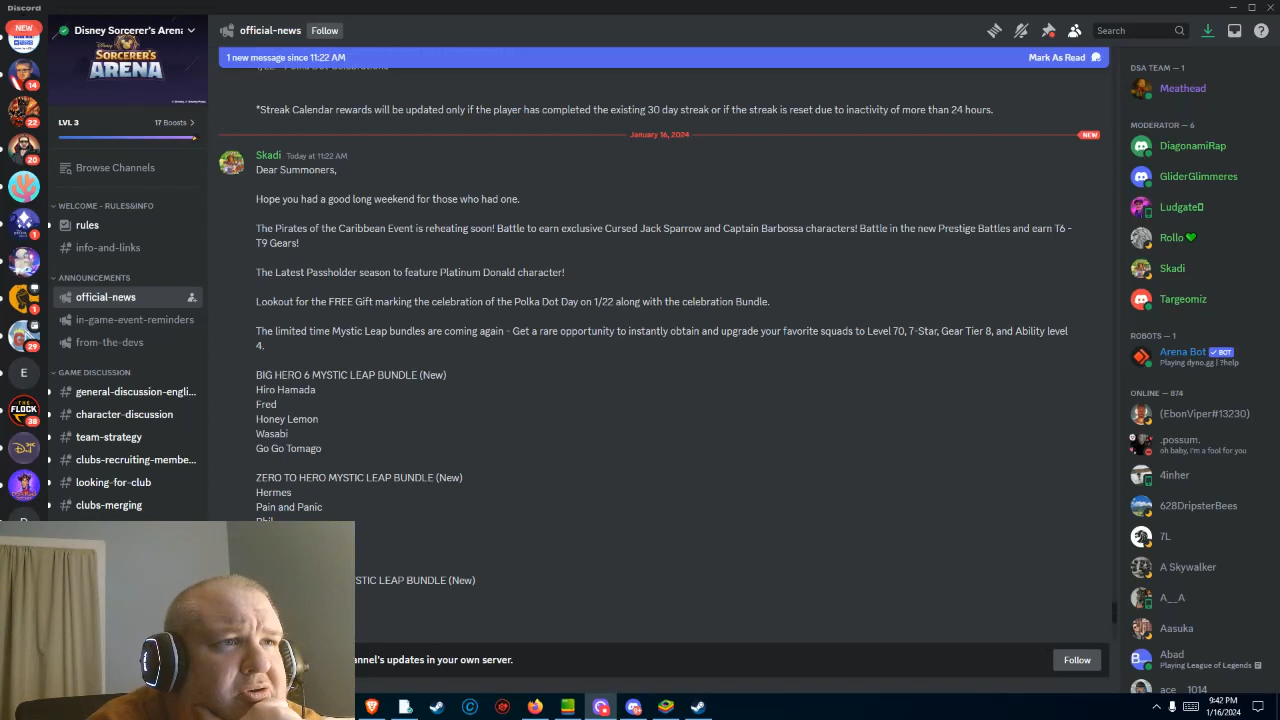 Discord
NEW
Disney Sorcerer's Arena
official-news
Follow
Search
1 new message since 11:22 AM
Mark As Read
Disney
SORCERER'S
ARENA
LVL 3
17 Boosts
Browse Channels
WELCOME - RULES&INFO
rules
info-and-links
ANNOUNCEMENTS
official-news
in-game-event-reminders
from-the-devs
GAME DISCUSSION
general-discussion-engli...
character-discussion
team-strategy
clubs-recruiting-membe...
looking-for-club
clubs-merging
14
22
20
1
1
29
E
THE FLOCK
38
*Streak Calendar rewards will be updated only if the player has completed the existing 30 day streak or if the streak is reset due to inactivity of more than 24 hours.
January 16, 2024
NEW
Skadi Today at 11:22 AM
Dear Summoners,
Hope you had a good long weekend for those who had one.
The Pirates of the Caribbean Event is reheating soon! Battle to earn exclusive Cursed Jack Sparrow and Captain Barbossa characters! Battle in the new Prestige Battles and earn T6 -
T9 Gears!
The Latest Passholder season to feature Platinum Donald character!
Lookout for the FREE Gift marking the celebration of the Polka Dot Day on 1/22 along with the celebration Bundle.
The limited time Mystic Leap bundles are coming again - Get a rare opportunity to instantly obtain and upgrade your favorite squads to Level 70, 7-Star, Gear Tier 8, and Ability level
4.
BIG HERO 6 MYSTIC LEAP BUNDLE (New)
Hiro Hamada
Fred
Honey Lemon
Wasabi
Go Go Tomago
ZERO TO HERO MYSTIC LEAP BUNDLE (New)
Hermes
Pain and Panic
Phil
STIC LEAP BUNDLE (New)
annel's updates in your own server.
Follow
DSA TEAM — 1
Meathead
MODERATOR — 6
DiagonamiRap
GliderGlimmeres
Ludgate
Rollo 💚
Skadi
Targeomiz
ROBOTS — 1
Arena Bot ✓ BOT
Playing dyno.gg | ?help
ONLINE — 874
(EbonViper#13230)
.possum.
oh baby, i'm a fool for you
4inher
628DripsterBees
7L
A Skywalker
A__A
Aasuka
Abad
Playing League of Legends
ace_1014
9:42 PM
1/16/2024